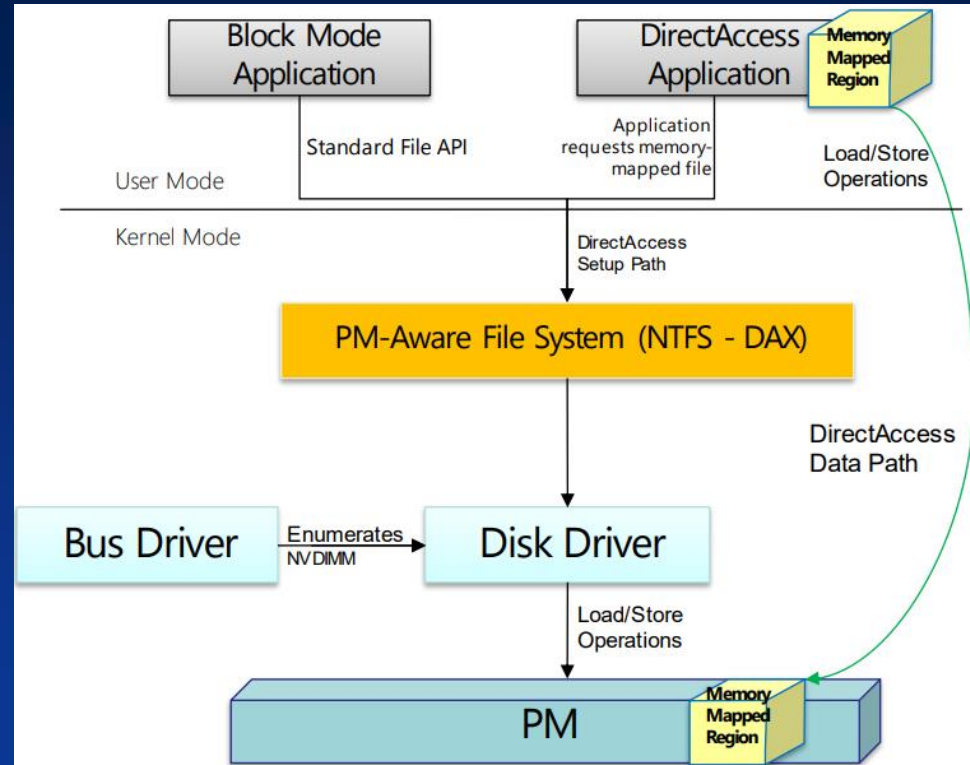 Block Mode
Application
DirectAccess
Application
Memory
Mapped
Region
Standard File API
Application
requests memory-
mapped file
Load/Store
Operations
User Mode
Kernel Mode
DirectAccess
Setup Path
PM-Aware File System (NTFS - DAX)
DirectAccess
Data Path
Bus Driver
Enumerates
NVDIMM
Disk Driver
Load/Store
Operations
PM
Memory
Mapped
Region